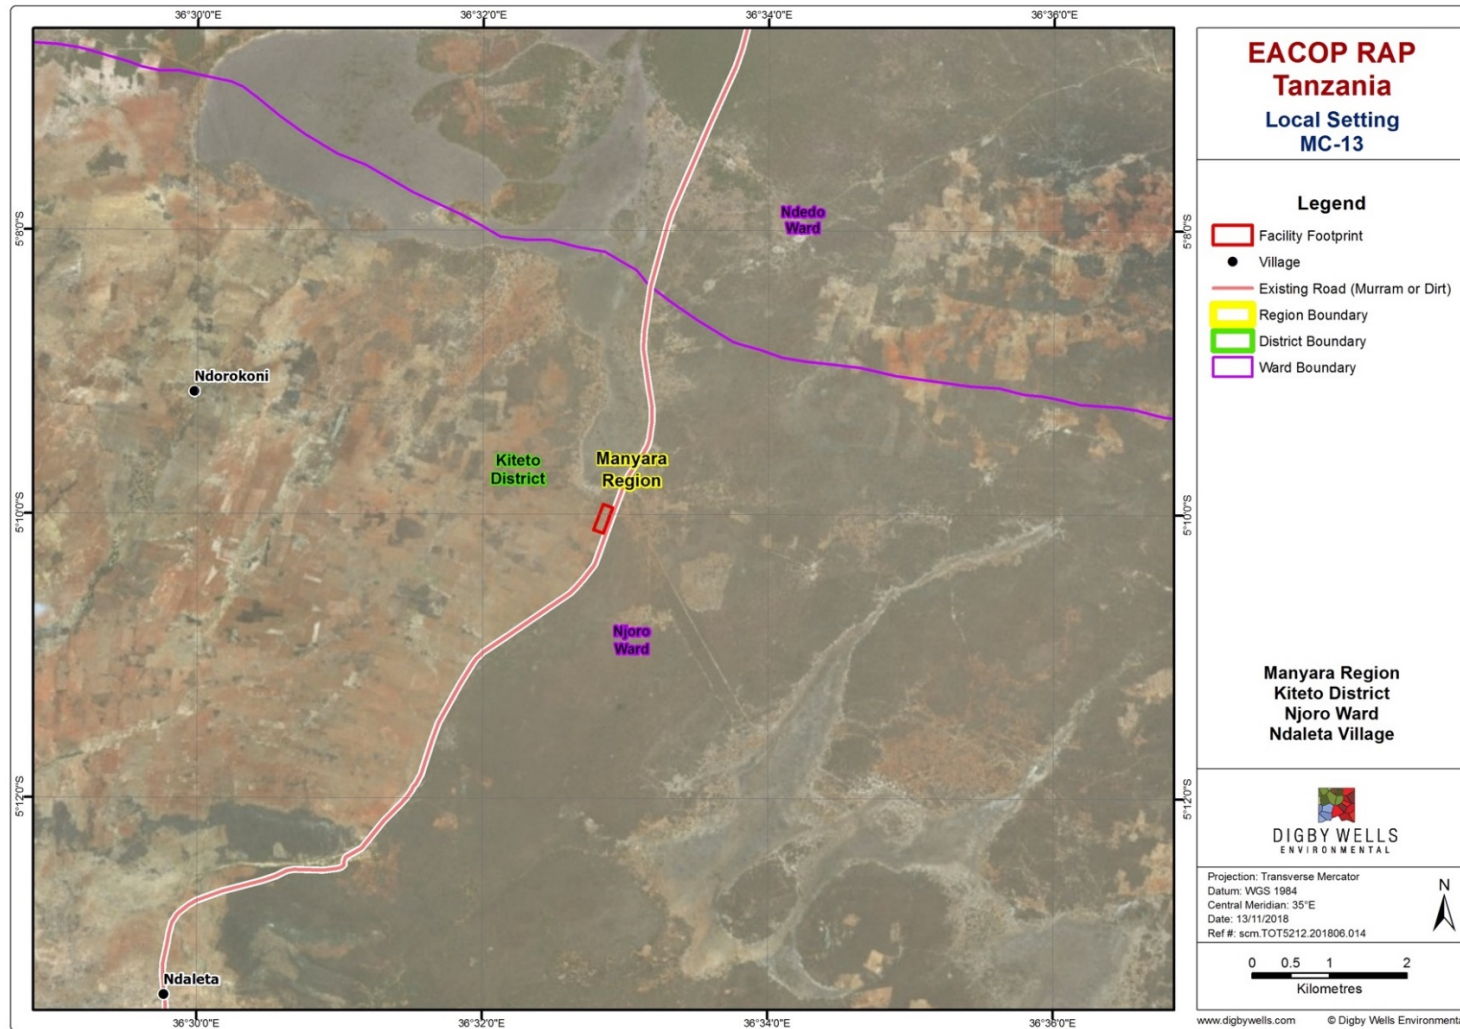 36°30'0"E
36°32'0"E
36°34'0"E
36°36'0"E
5°8'0"S
5°8'0"S
5°10'0"S
5°10'0"S
5°12'0"S
5°12'0"S
Ndedo
Ward
Ndorokoni
Kiteto
District
Manyara
Region
Njoro
Ward
Ndaleta
36°30'0"E
36°32'0"E
36°34'0"E
36°36'0"E
EACOP RAP
Tanzania
Local Setting
MC-13
Legend
Facility Footprint
Village
Existing Road (Murram or Dirt)
Region Boundary
District Boundary
Ward Boundary
Manyara Region
Kiteto District
Njoro Ward
Ndaleta Village
DIGBY WELLS
ENVIRONMENTAL
Projection: Transverse Mercator
Datum: WGS 1984
Central Meridian: 35°E
Date: 13/11/2018
Ref #: scm.TOT5212.201806.014
N
0 0.5 1 2
Kilometres
www.digbywells.com © Digby Wells Environmenta